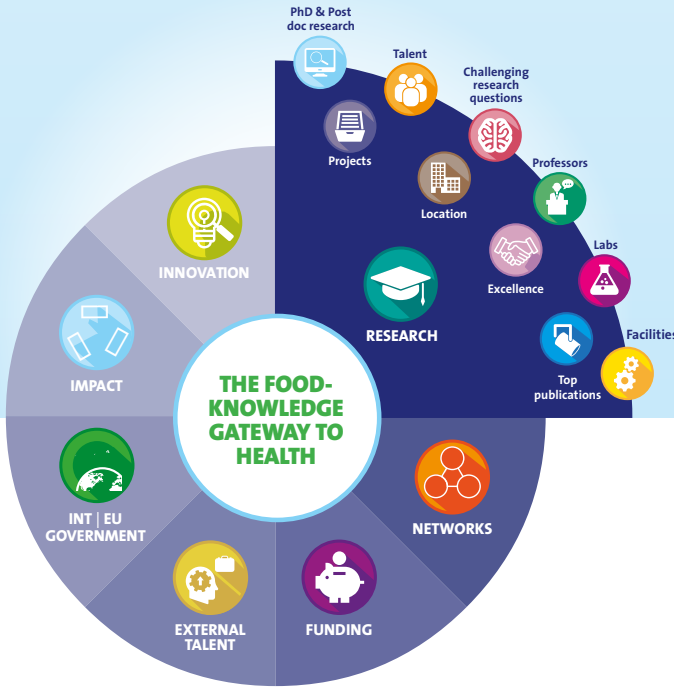 PhD & Post
doc research
Talent
Challenging
research
questions
Projects
Professors
Location
Labs
INNOVATION
Excellence
RESEARCH
Facilities
IMPACT
Top
publications
THE FOOD-
KNOWLEDGE
GATEWAY TO
HEALTH
INT | EU
GOVERNMENT
NETWORKS
EXTERNAL
TALENT
FUNDING